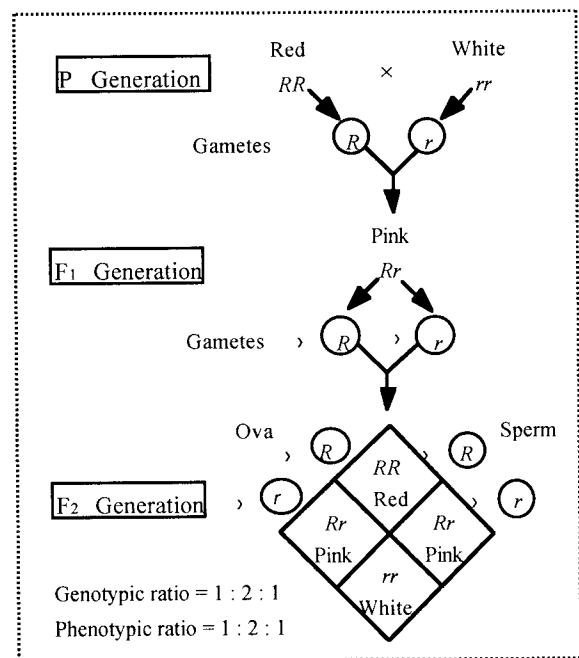 Red White
P Generation
RR × rr
Gametes R r
Pink
F1 Generation
Rr
Gametes › R › r
Ova Sperm
› R RR › R
Red
F2 Generation › r Rr Rr › r
Pink Pink
rr
White
Genotypic ratio = 1 : 2 : 1
Phenotypic ratio = 1 : 2 : 1